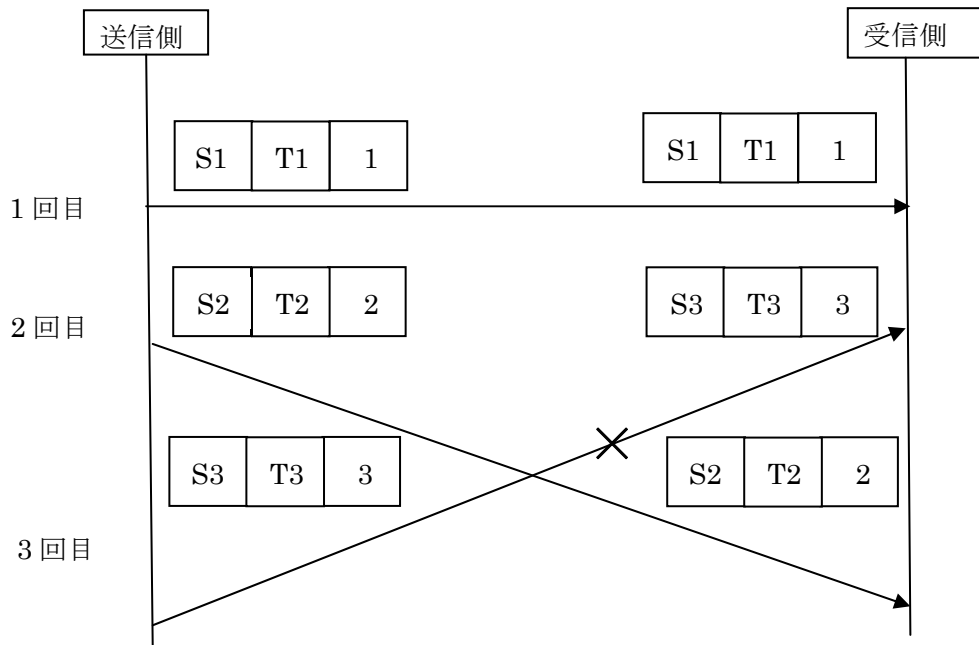 送信側 受信側
S1 T1 1 S1 T1 1
1回目
S2 T2 2 S3 T3 3
2回目
S3 T3 3 S2 T2 2
3回目